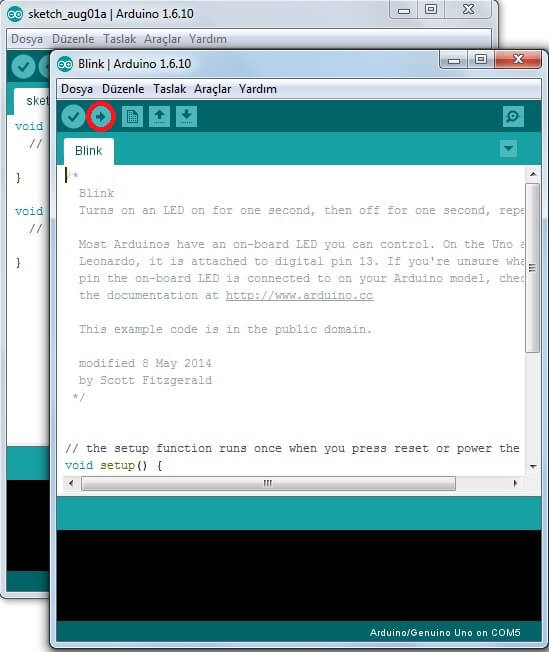 sketch_aug01a | Arduino 1.6.10
Dosya Düzenle Taslak Araçlar Yardım
Blink | Arduino 1.6.10
Dosya Düzenle Taslak Araçlar Yardım
sket
Blink
void
//
}
void
//
}
/*
Blink
Turns on an LED on for one second, then off for one second, repe
Most Arduinos have an on-board LED you can control. On the Uno a
Leonardo, it is attached to digital pin 13. If you're unsure wha
pin the on-board LED is connected to on your Arduino model, chec
the documentation at http://www.arduino.cc
This example code is in the public domain.
modified 8 May 2014
by Scott Fitzgerald
*/
// the setup function runs once when you press reset or power the
void setup() {
Arduino/Genuino Uno on COM5